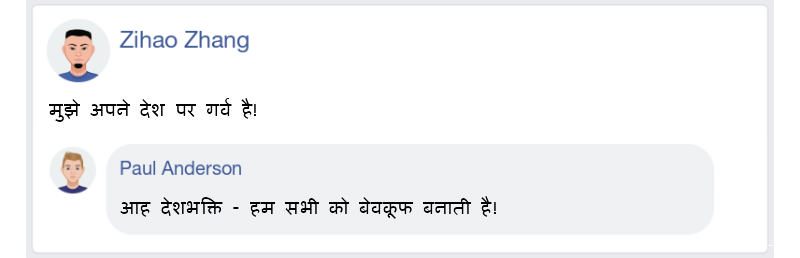 Zihao Zhang
मुझे अपने देश पर गर्व है!
Paul Anderson
आह देशभक्ति - हम सभी को बेवकूफ बनाती है!